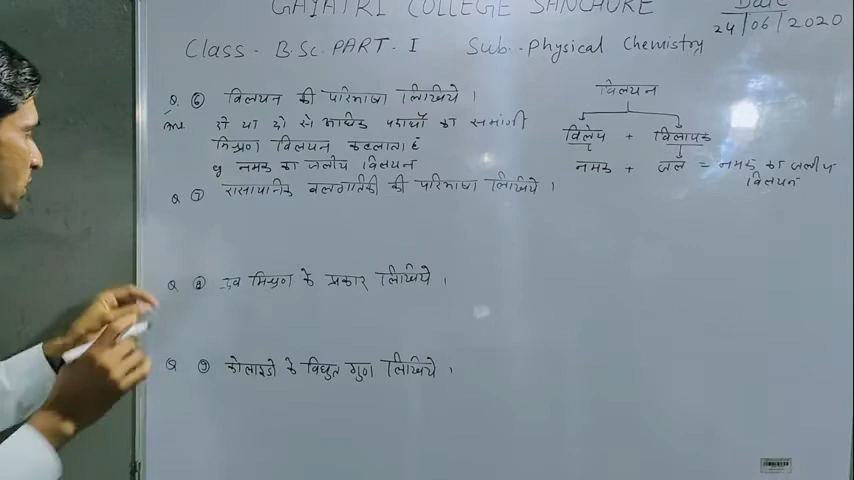 GAYATRI COLLEGE SANCHORE
Date
24/06/2020
Class - B.Sc. PART - I Sub. - Physical Chemistry
Q. ⑥ विलयन की परिभाषा लिखिये ।
Ans दो या दो से अधिक पदार्थों का समांगी
मिश्रण विलयन कहलाता है
नमक का जलीय विलयन
Q ⑦ रासायनिक बलगतिकी की परिभाषा लिखिये ।
Q ⑧ द्रव मिश्रण के प्रकार लिखिये ।
Q ⑨ कोलाइडो के विधुत गुण लिखिये ।
विलयन
विलेय + विलायक
नमक + जल = नमक का जलीय
विलयन